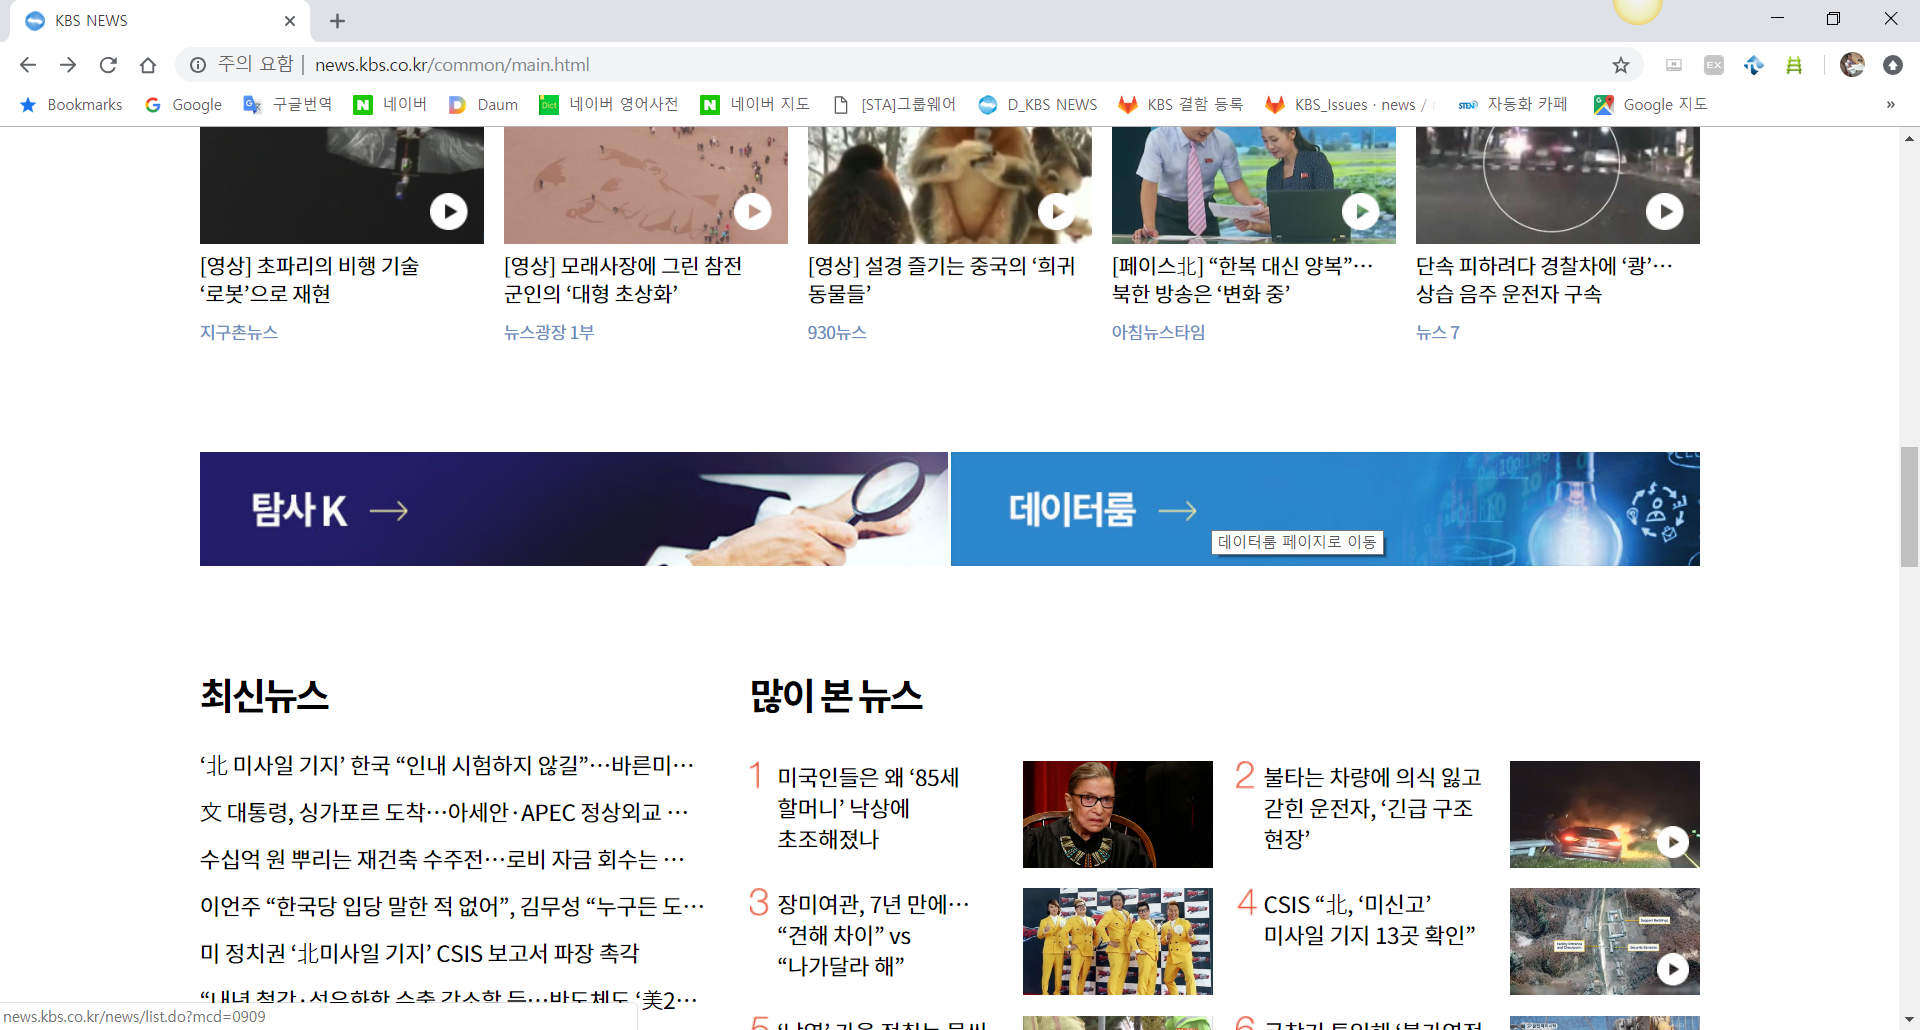 KBS NEWS
주의 요함 | news.kbs.co.kr/common/main.html
Bookmarks Google 구글번역 네이버 Daum 네이버 영어사전 네이버 지도 [STA]그룹웨어 D_KBS NEWS KBS 결함 등록 KBS_Issues · news / 자동화 카페 Google 지도 »
[영상] 초파리의 비행 기술
‘로봇’으로 재현
지구촌뉴스
[영상] 모래사장에 그린 참전
군인의 ‘대형 초상화’
뉴스광장 1부
[영상] 설경 즐기는 중국의 ‘희귀
동물들’
930뉴스
[페이스北] “한복 대신 양복”…
북한 방송은 ‘변화 중’
아침뉴스타임
단속 피하려다 경찰차에 ‘쾅’…
상습 음주 운전자 구속
뉴스 7
탐사 K →
데이터룸 →
데이터룸 페이지로 이동
최신뉴스
‘北 미사일 기지’ 한국 “인내 시험하지 않길”…바른미…
文 대통령, 싱가포르 도착…아세안·APEC 정상외교 …
수십억 원 뿌리는 재건축 수주전…로비 자금 회수는 …
이언주 “한국당 입당 말한 적 없어”, 김무성 “누구든 도…
미 정치권 ‘北미사일 기지’ CSIS 보고서 파장 촉각
많이 본 뉴스
1 미국인들은 왜 ‘85세
할머니’ 낙상에
초조해졌나
2 불타는 차량에 의식 잃고
갇힌 운전자, ‘긴급 구조
현장’
3 장미여관, 7년 만에…
“견해 차이” vs
“나가달라 해”
4 CSIS “北, ‘미신고’
미사일 기지 13곳 확인”
news.kbs.co.kr/news/list.do?mcd=0909